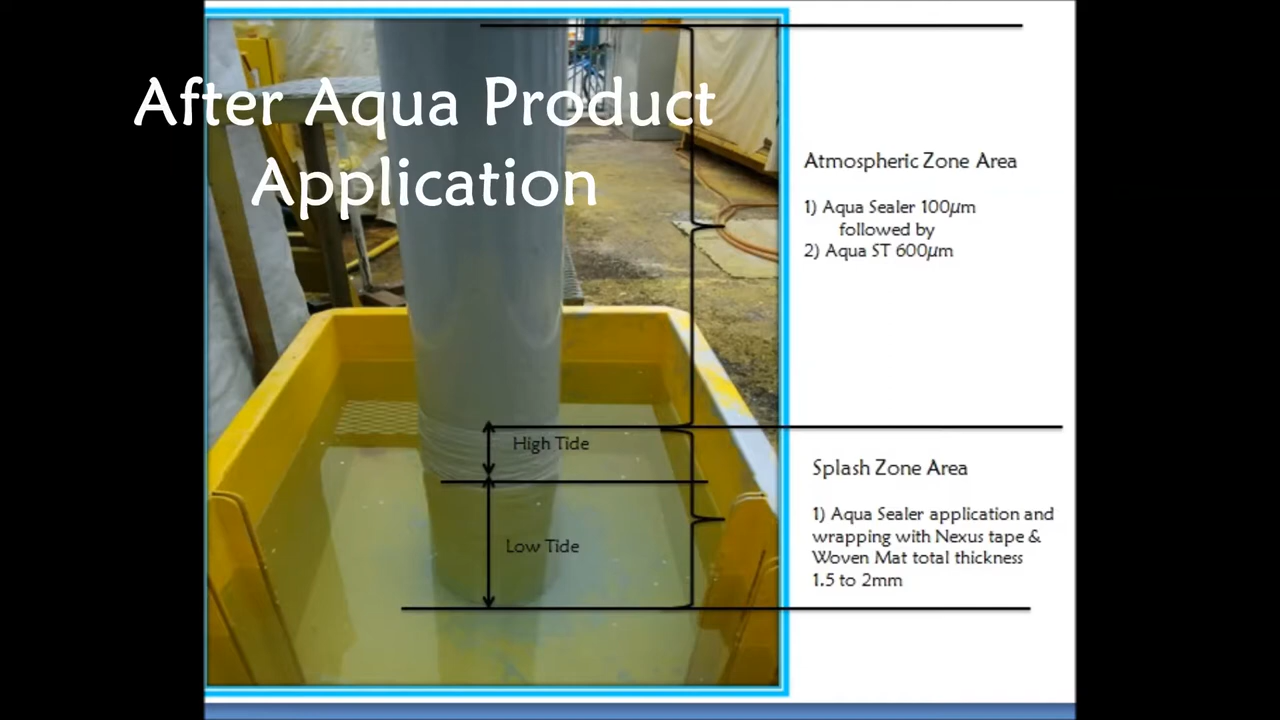 After Aqua Product
Application
Atmospheric Zone Area
1) Aqua Sealer 100µm
followed by
2) Aqua ST 600µm
High Tide
Low Tide
Splash Zone Area
1) Aqua Sealer application and
wrapping with Nexus tape &
Woven Mat total thickness
1.5 to 2mm